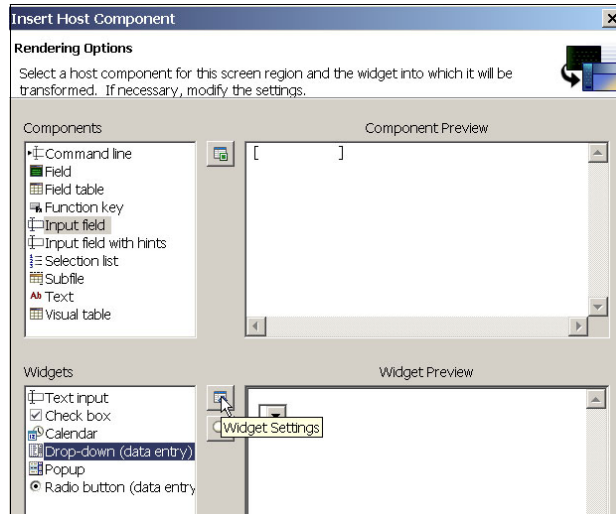 Insert Host Component
Rendering Options
Select a host component for this screen region and the widget into which it will be
transformed. If necessary, modify the settings.
Components
Component Preview
Command line
Field
Field table
Function key
Input field
Input field with hints
Selection list
Subfile
Ab Text
Visual table
[ ]
Widgets
Widget Preview
Text input
Check box
Calendar
Drop-down (data entry)
Popup
Radio button (data entry
Widget Settings